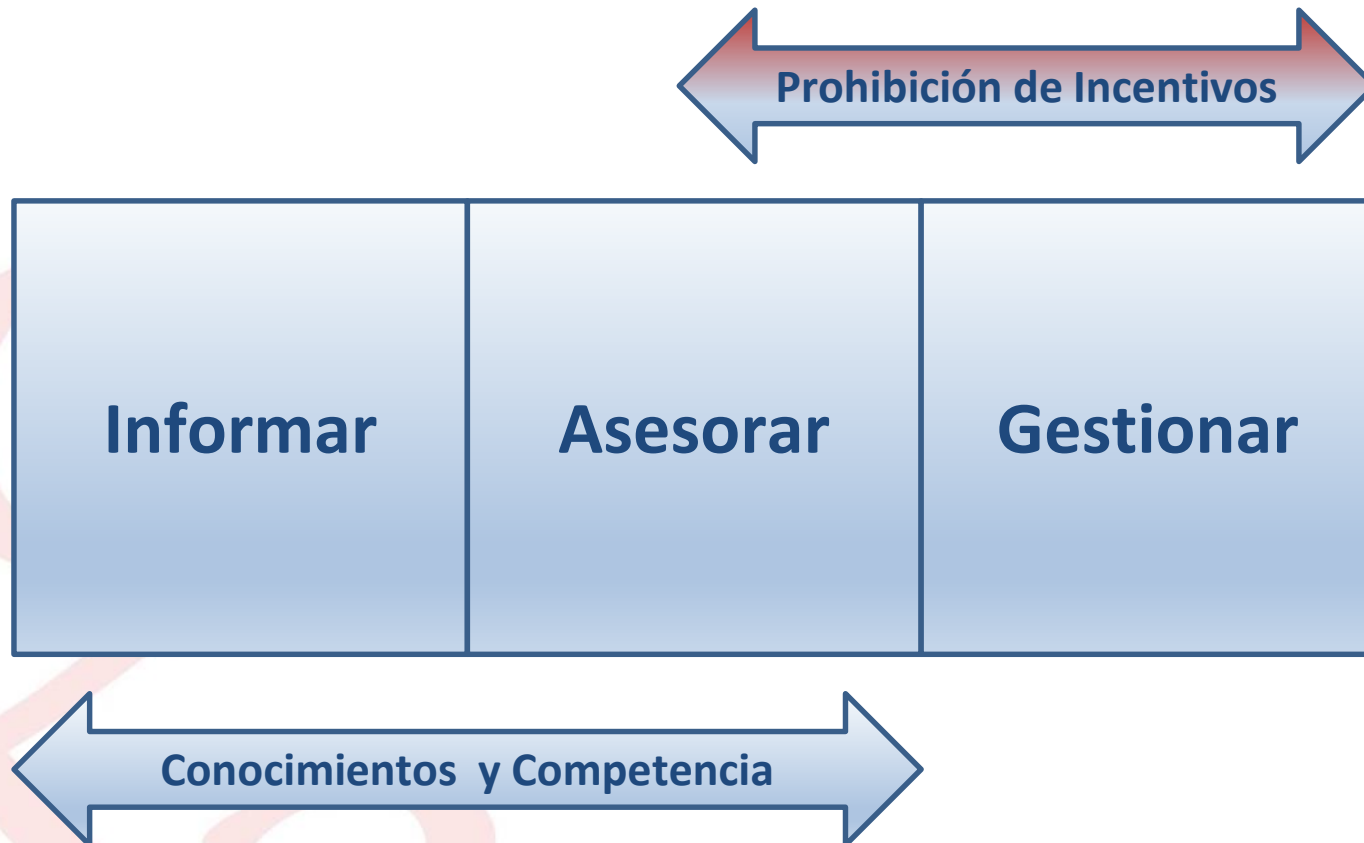 Prohibición de Incentivos
Informar
Asesorar
Gestionar
Conocimientos y Competencia